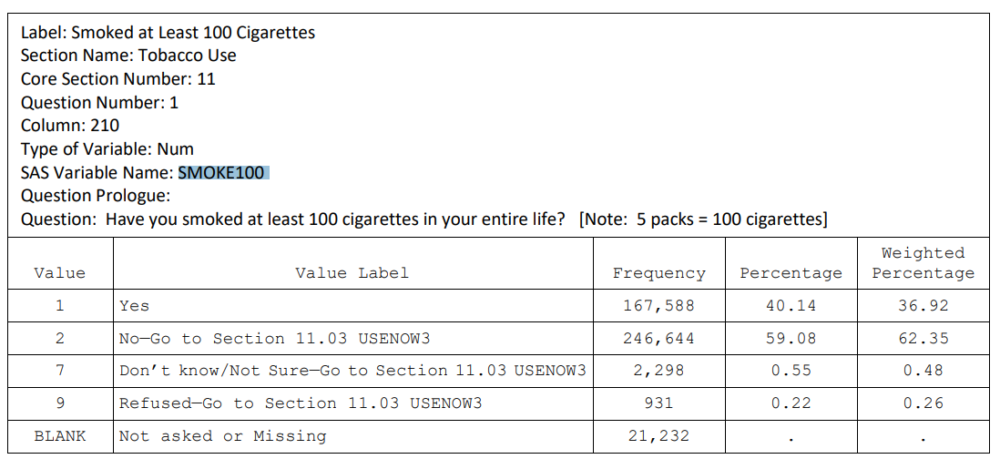 Label: Smoked at Least 100 Cigarettes
Section Name: Tobacco Use
Core Section Number: 11
Question Number: 1
Column: 210
Type of Variable: Num
SAS Variable Name: SMOKE100
Question Prologue:
Question: Have you smoked at least 100 cigarettes in your entire life? [Note: 5 packs = 100 cigarettes]
Value Value Label Frequency Percentage Weighted Percentage
1 Yes 167,588 40.14 36.92
2 No—Go to Section 11.03 USENOW3 246,644 59.08 62.35
7 Don’t know/Not Sure—Go to Section 11.03 USENOW3 2,298 0.55 0.48
9 Refused—Go to Section 11.03 USENOW3 931 0.22 0.26
BLANK Not asked or Missing 21,232 . .